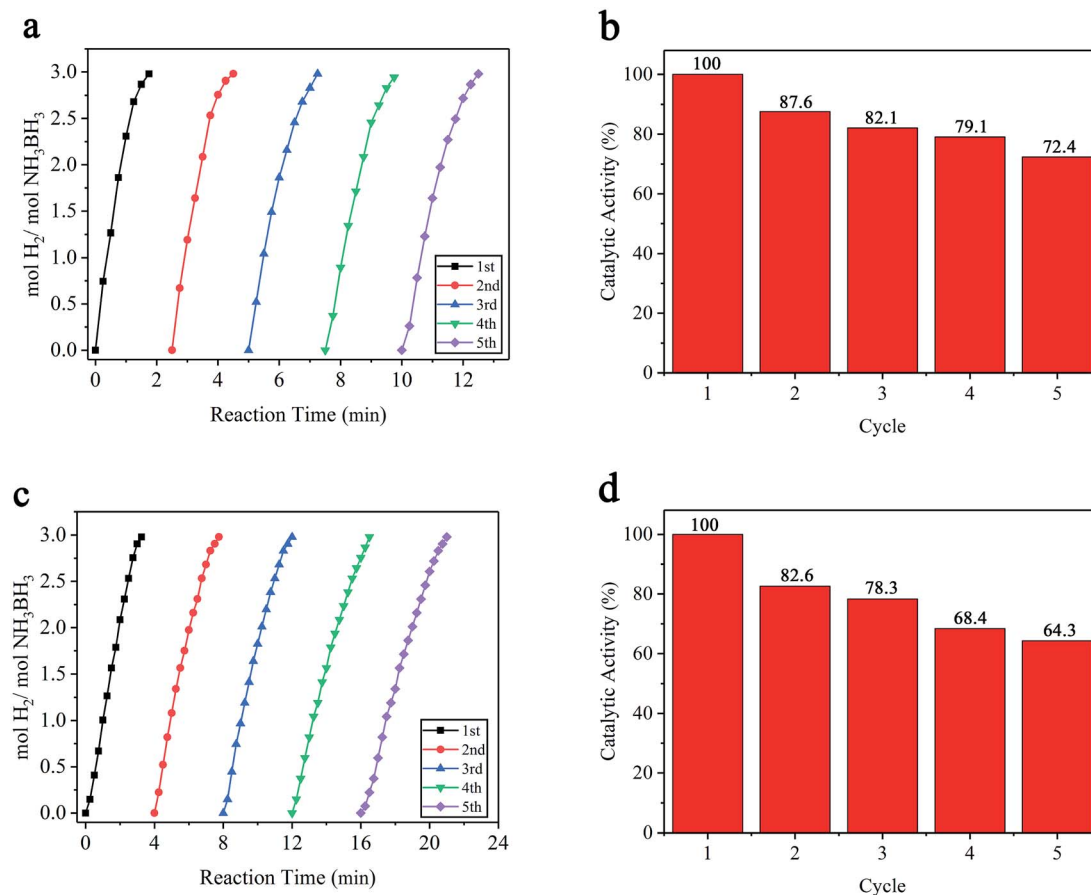 a
mol H2/ mol NH3BH3
3.0
2.5
2.0
1.5
1.0
0.5
0.0
1st
2nd
3rd
4th
5th
0 2 4 6 8 10 12
Reaction Time (min)
b
Catalytic Activity (%)
100
80
60
40
20
0
100
87.6
82.1
79.1
72.4
1 2 3 4 5
Cycle
c
mol H2/ mol NH3BH3
3.0
2.5
2.0
1.5
1.0
0.5
0.0
1st
2nd
3rd
4th
5th
0 4 8 12 16 20 24
Reaction Time (min)
d
Catalytic Activity (%)
100
80
60
40
20
0
100
82.6
78.3
68.4
64.3
1 2 3 4 5
Cycle